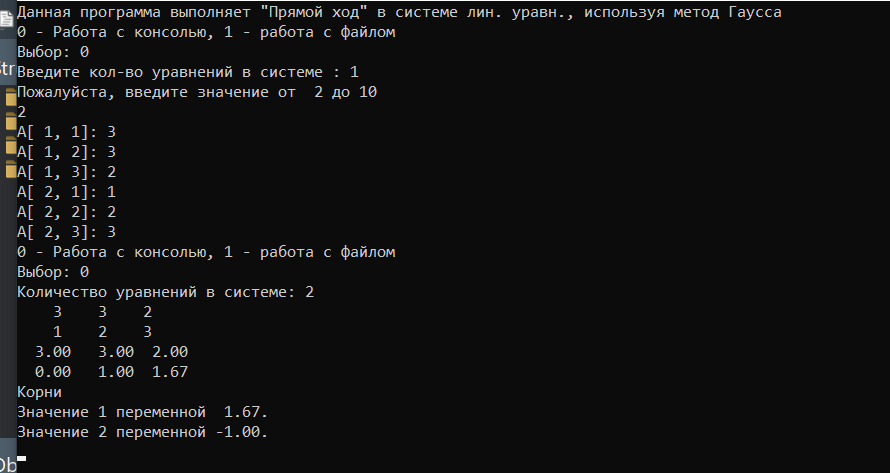 Данная программа выполняет "Прямой ход" в системе лин. уравн., используя метод Гаусса
0 - Работа с консолью, 1 - работа с файлом
Выбор: 0
Введите кол-во уравнений в системе : 1
Пожалуйста, введите значение от  2 до 10
2
A[ 1, 1]: 3
A[ 1, 2]: 3
A[ 1, 3]: 2
A[ 2, 1]: 1
A[ 2, 2]: 2
A[ 2, 3]: 3
0 - Работа с консолью, 1 - работа с файлом
Выбор: 0
Количество уравнений в системе: 2
    3    3    2
    1    2    3
  3.00   3.00  2.00
  0.00   1.00  1.67
Корни
Значение 1 переменной  1.67.
Значение 2 переменной -1.00.